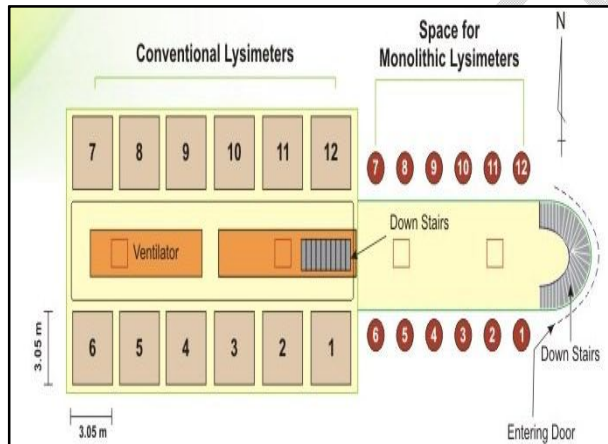 Conventional Lysimeters
Space for
Monolithic Lysimeters
N
7 8 9 10 11 12
7 8 9 10 11 12
Down Stairs
Ventilator
3.05 m
6 5 4 3 2 1
6 5 4 3 2 1
Down Stairs
3.05 m
Entering Door